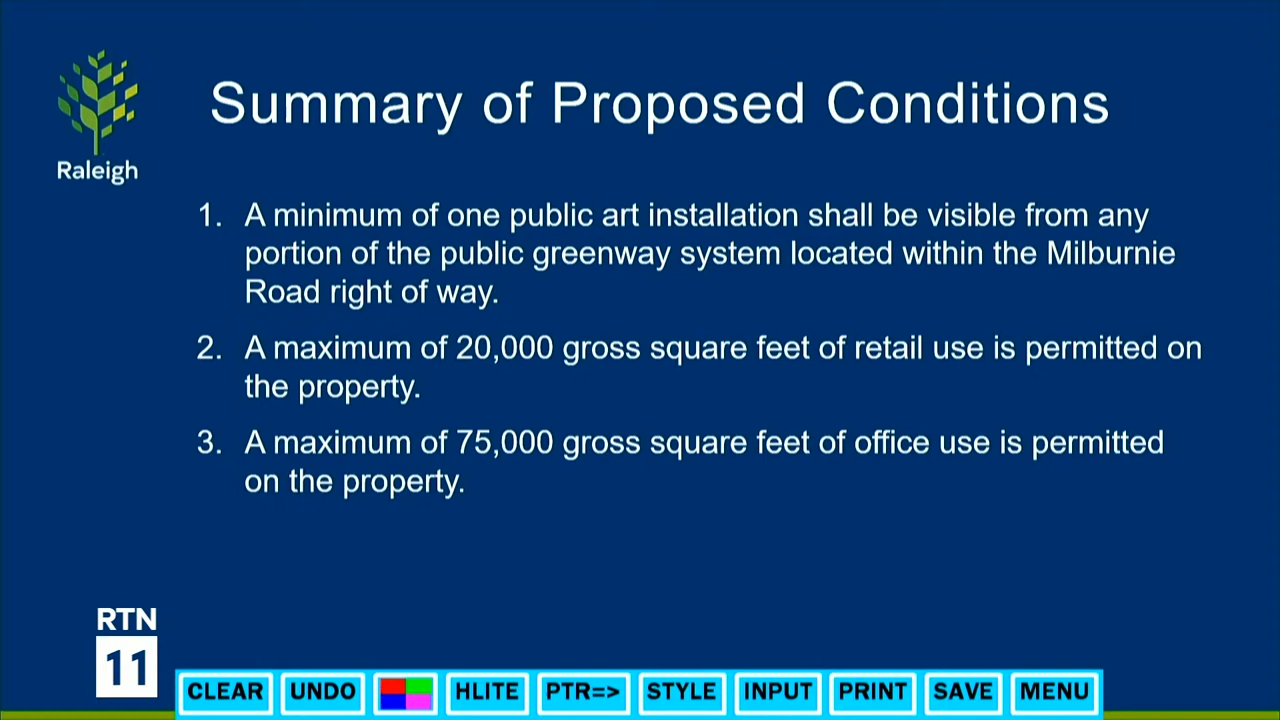 Summary of Proposed Conditions
Raleigh
1. A minimum of one public art installation shall be visible from any
portion of the public greenway system located within the Milburnie
Road right of way.
2. A maximum of 20,000 gross square feet of retail use is permitted on
the property.
3. A maximum of 75,000 gross square feet of office use is permitted
on the property.
RTN
11
CLEAR UNDO HLITE PTR=> STYLE INPUT PRINT SAVE MENU